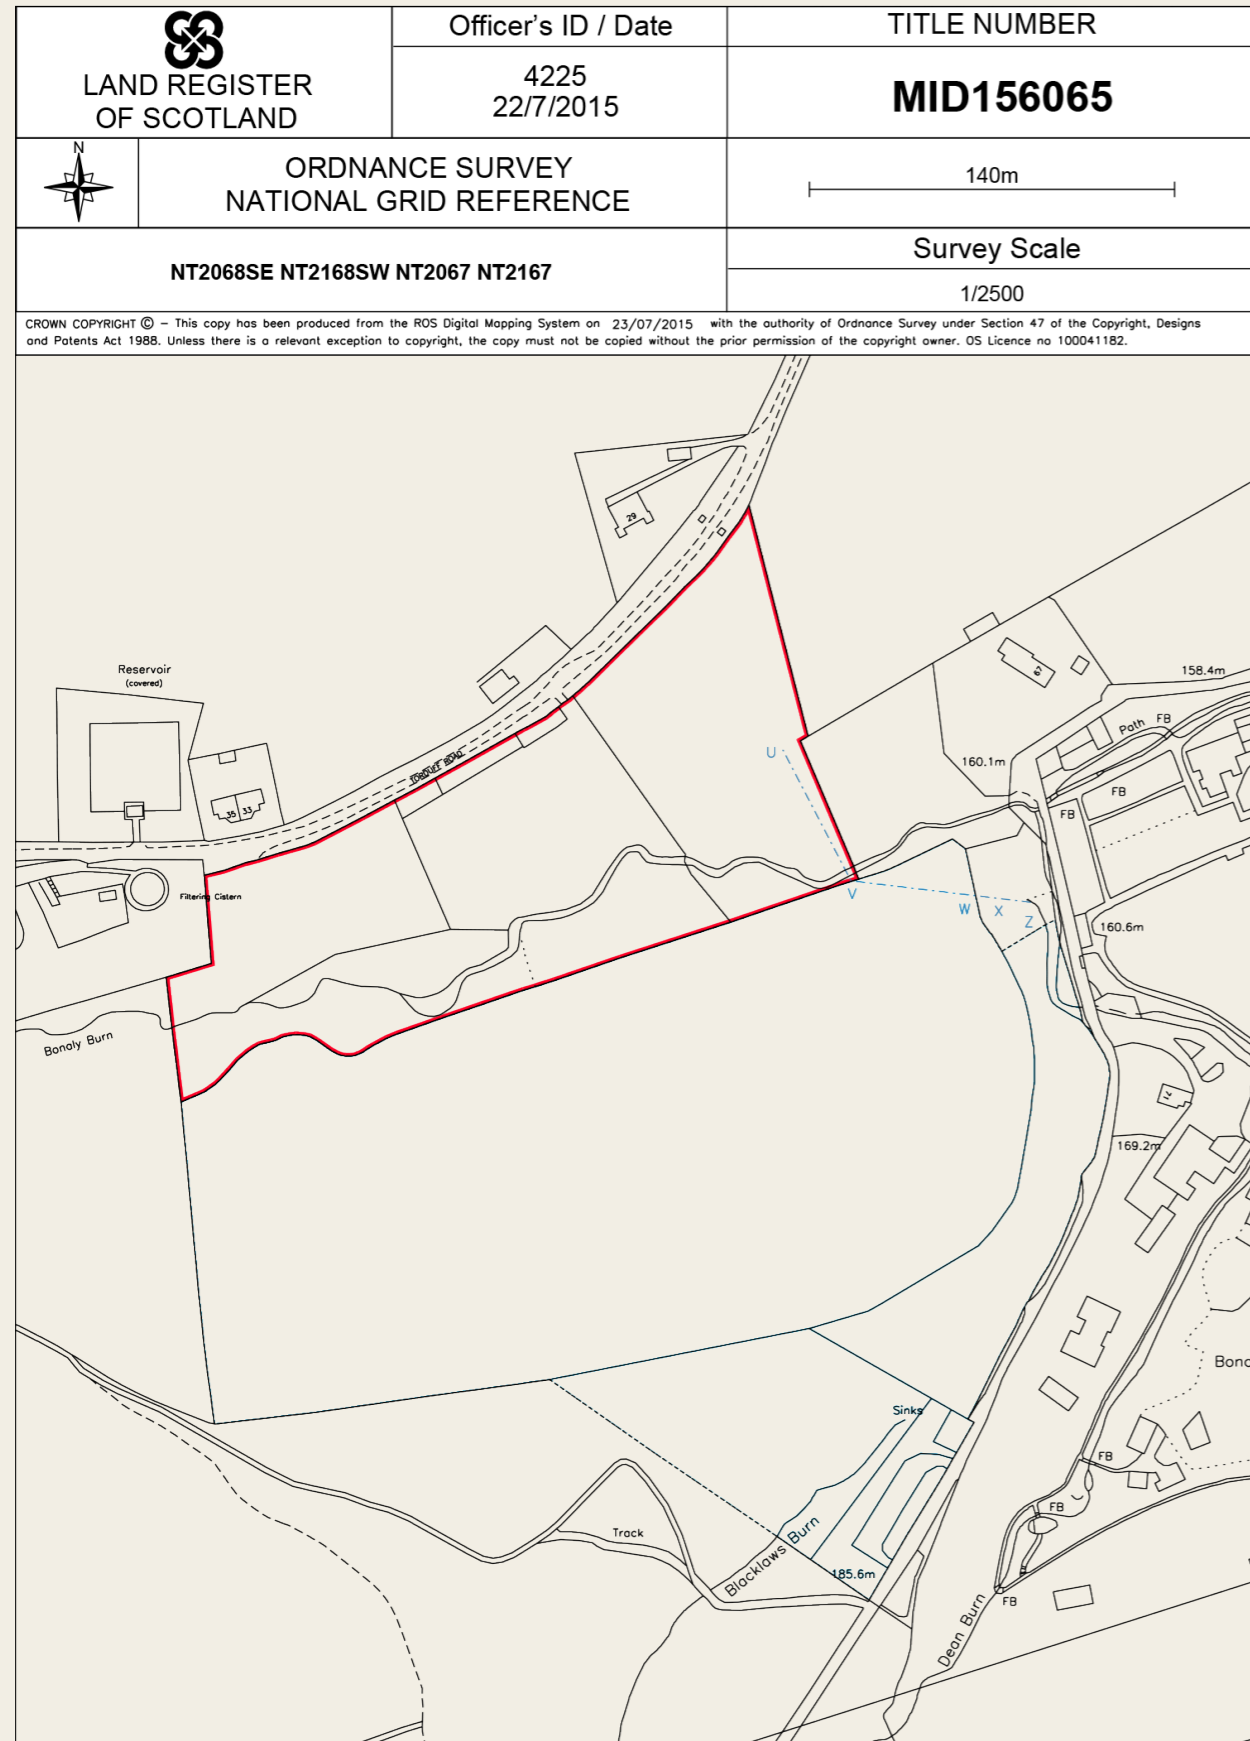 LAND REGISTER
OF SCOTLAND
Officer's ID / Date
4225
22/7/2015
TITLE NUMBER
MID156065
N
ORDNANCE SURVEY
NATIONAL GRID REFERENCE
140m
NT2068SE NT2168SW NT2067 NT2167
Survey Scale
1/2500
CROWN COPYRIGHT © – This copy has been produced from the ROS Digital Mapping System on 23/07/2015 with the authority of Ordnance Survey under Section 47 of the Copyright, Designs
and Patents Act 1988. Unless there is a relevant exception to copyright, the copy must not be copied without the prior permission of the copyright owner. OS Licence no 100041182.
29
Reservoir
(covered)
67
158.4m
Path FB
U
TORDUFF ROAD
160.1m
FB
35 33
FB
Filtering Cistern
V
W X
Z
160.6m
Bonaly Burn
71
169.2m
Sinks
FB
FB
Track
Blacklaws Burn
185.6m
Dean Burn
FB